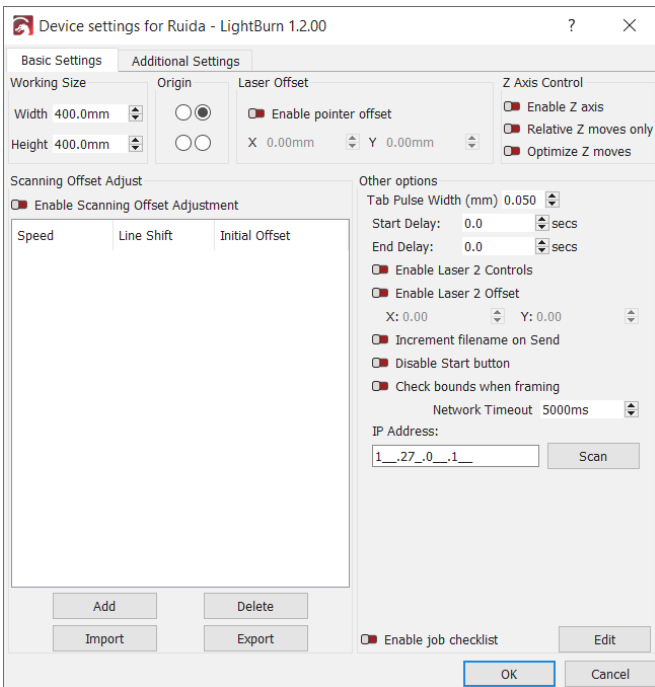 Device settings for Ruida - LightBurn 1.2.00 ? ×
Basic Settings Additional Settings
Working Size
Width 400.0mm
Height 400.0mm
Origin
Laser Offset
Enable pointer offset
X 0.00mm Y 0.00mm
Z Axis Control
Enable Z axis
Relative Z moves only
Optimize Z moves
Scanning Offset Adjust
Enable Scanning Offset Adjustment
Speed Line Shift Initial Offset
Add Delete
Import Export
Other options
Tab Pulse Width (mm) 0.050
Start Delay: 0.0 secs
End Delay: 0.0 secs
Enable Laser 2 Controls
Enable Laser 2 Offset
X: 0.00 Y: 0.00
Increment filename on Send
Disable Start button
Check bounds when framing
Network Timeout 5000ms
IP Address:
1__.27_.0__.1__ Scan
Enable job checklist Edit
OK Cancel